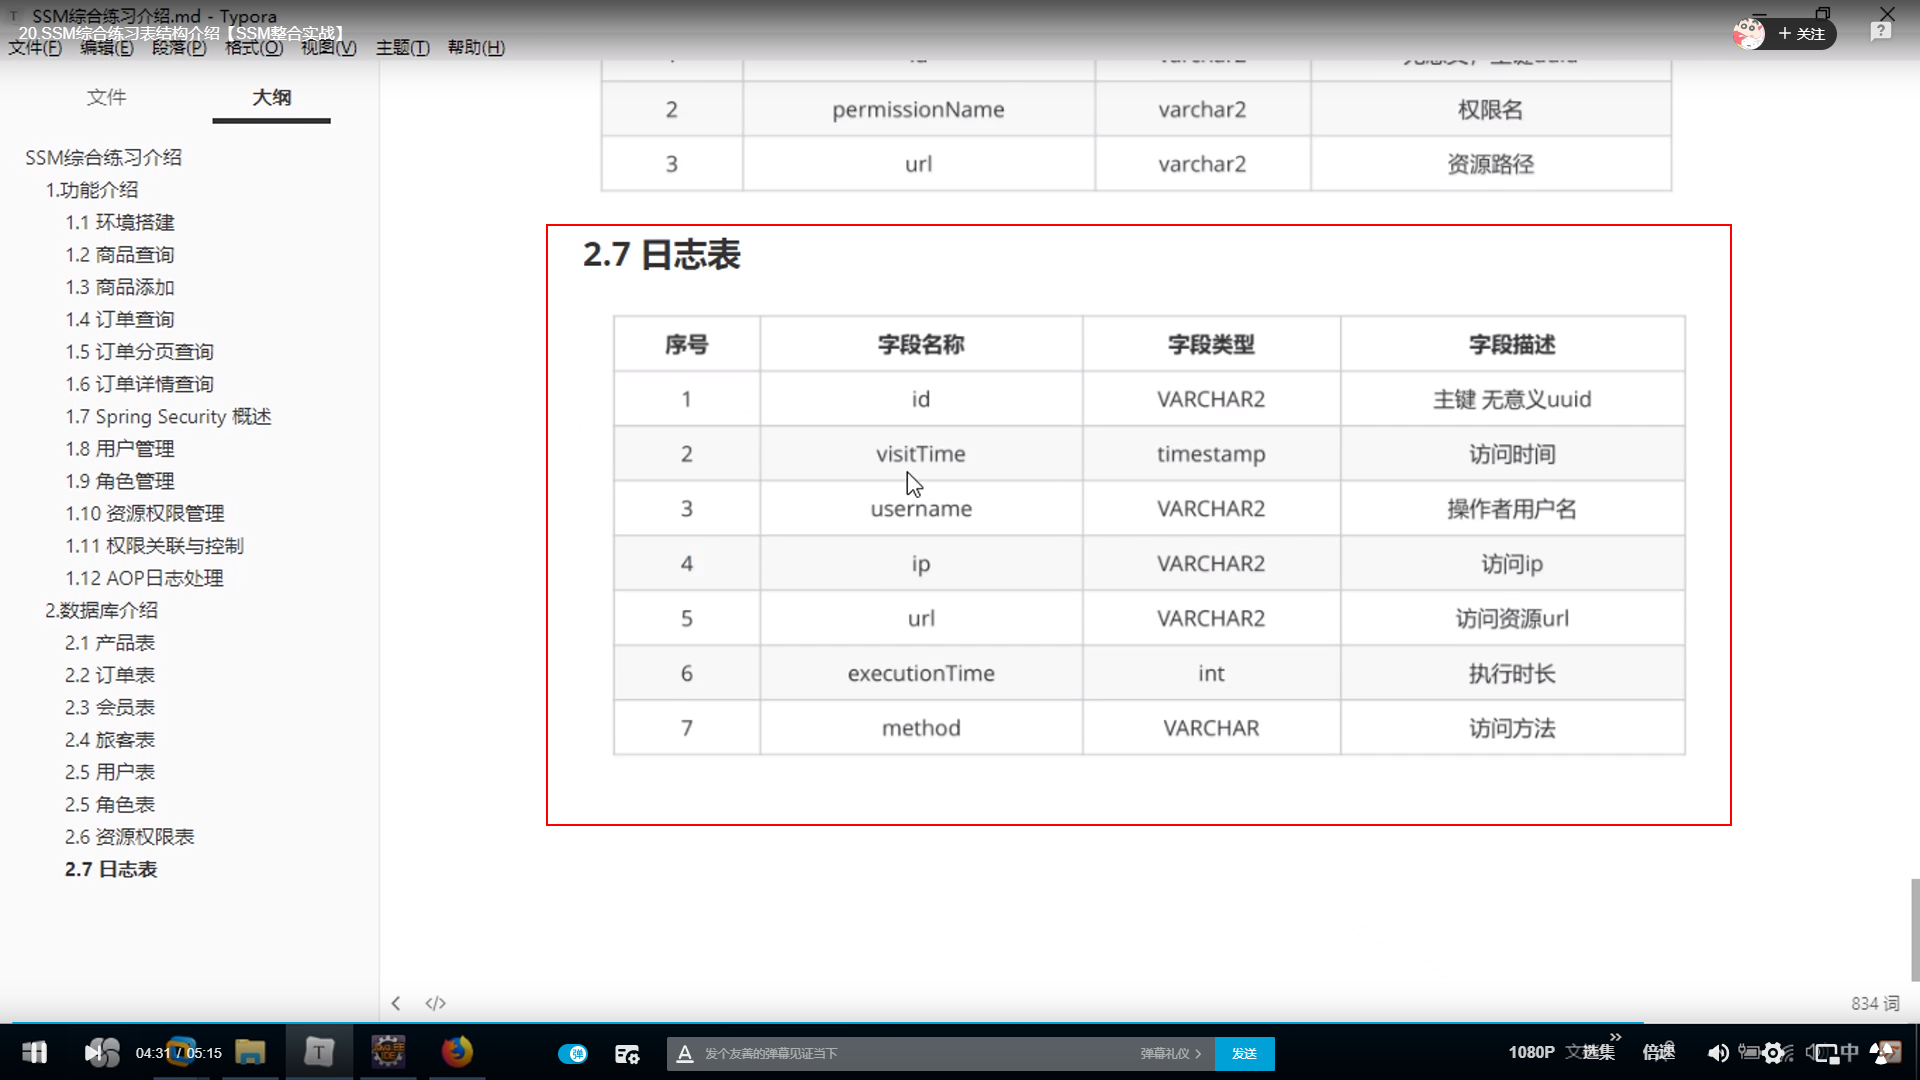 SSM综合练习介绍.md - Typora
20.SSM综合练习表结构介绍【SSM整合实战】
+ 关注
文件(F) 编辑(E) 段落(P) 格式(O) 视图(V) 主题(T) 帮助(H)
文件 大纲
SSM综合练习介绍
1.功能介绍
1.1 环境搭建
1.2 商品查询
1.3 商品添加
1.4 订单查询
1.5 订单分页查询
1.6 订单详情查询
1.7 Spring Security 概述
1.8 用户管理
1.9 角色管理
1.10 资源权限管理
1.11 权限关联与控制
1.12 AOP日志处理
2.数据库介绍
2.1 产品表
2.2 订单表
2.3 会员表
2.4 旅客表
2.5 用户表
2.5 角色表
2.6 资源权限表
2.7 日志表
2 permissionName varchar2 权限名
3 url varchar2 资源路径
2.7 日志表
序号 字段名称 字段类型 字段描述
1 id VARCHAR2 主键 无意义uuid
2 visitTime timestamp 访问时间
3 username VARCHAR2 操作者用户名
4 ip VARCHAR2 访问ip
5 url VARCHAR2 访问资源url
6 executionTime int 执行时长
7 method VARCHAR 访问方法
</> 834 词
04:31 / 05:15
弹
A 发个友善的弹幕见证当下 弹幕礼仪 > 发送
1080P 选集 倍速 中